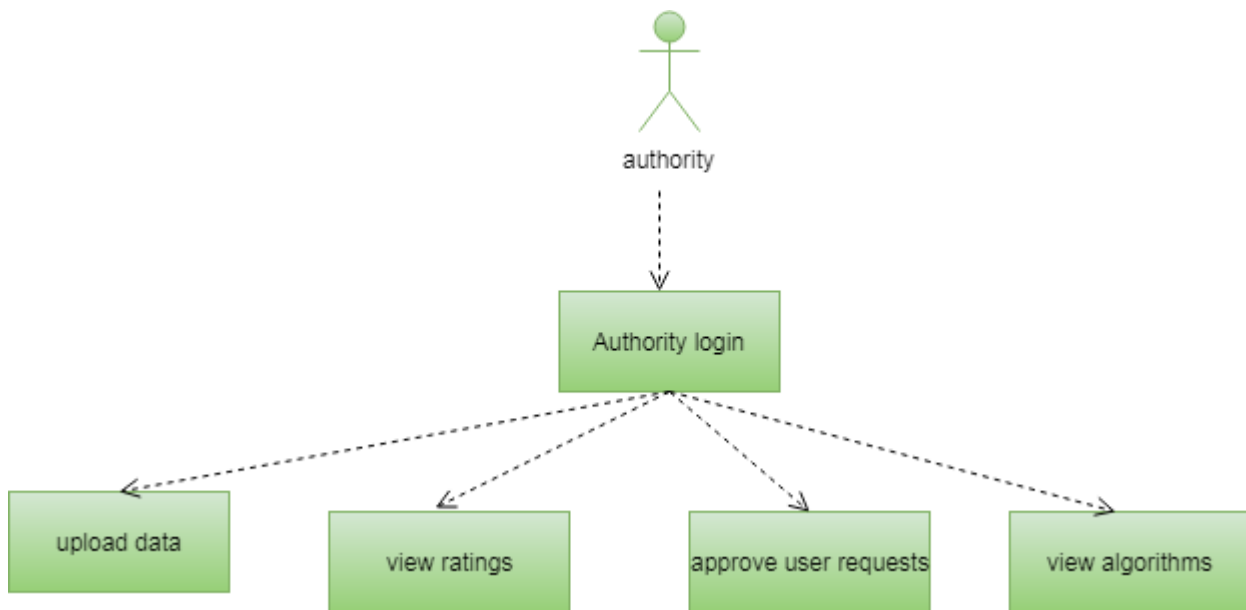 authority
Authority login
upload data
view ratings
approve user requests
view algorithms